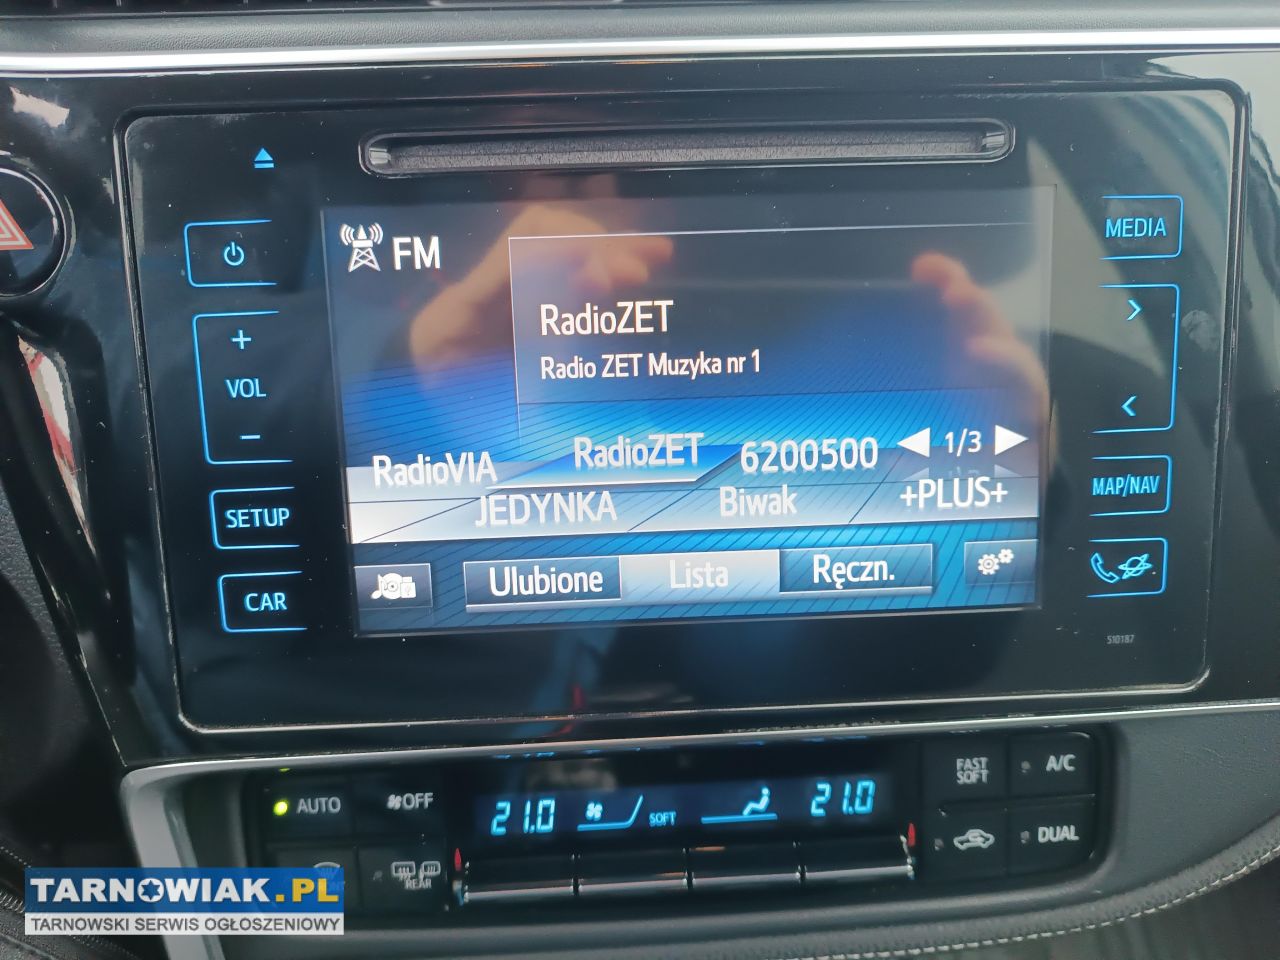 FM
MEDIA
RadioZET
Radio ZET Muzyka nr 1
+
VOL
−
RadioVIA
RadioZET
6200500
1/3
JEDYNKA
Biwak
+PLUS+
MAP/NAV
SETUP
Ulubione
Lista
Ręczn.
CAR
510187
AUTO
OFF
21.0
SOFT
21.0
FAST
SOFT
A/C
DUAL
REAR
TARNOWIAK.PL
TARNOWSKI SERWIS OGŁOSZENIOWY